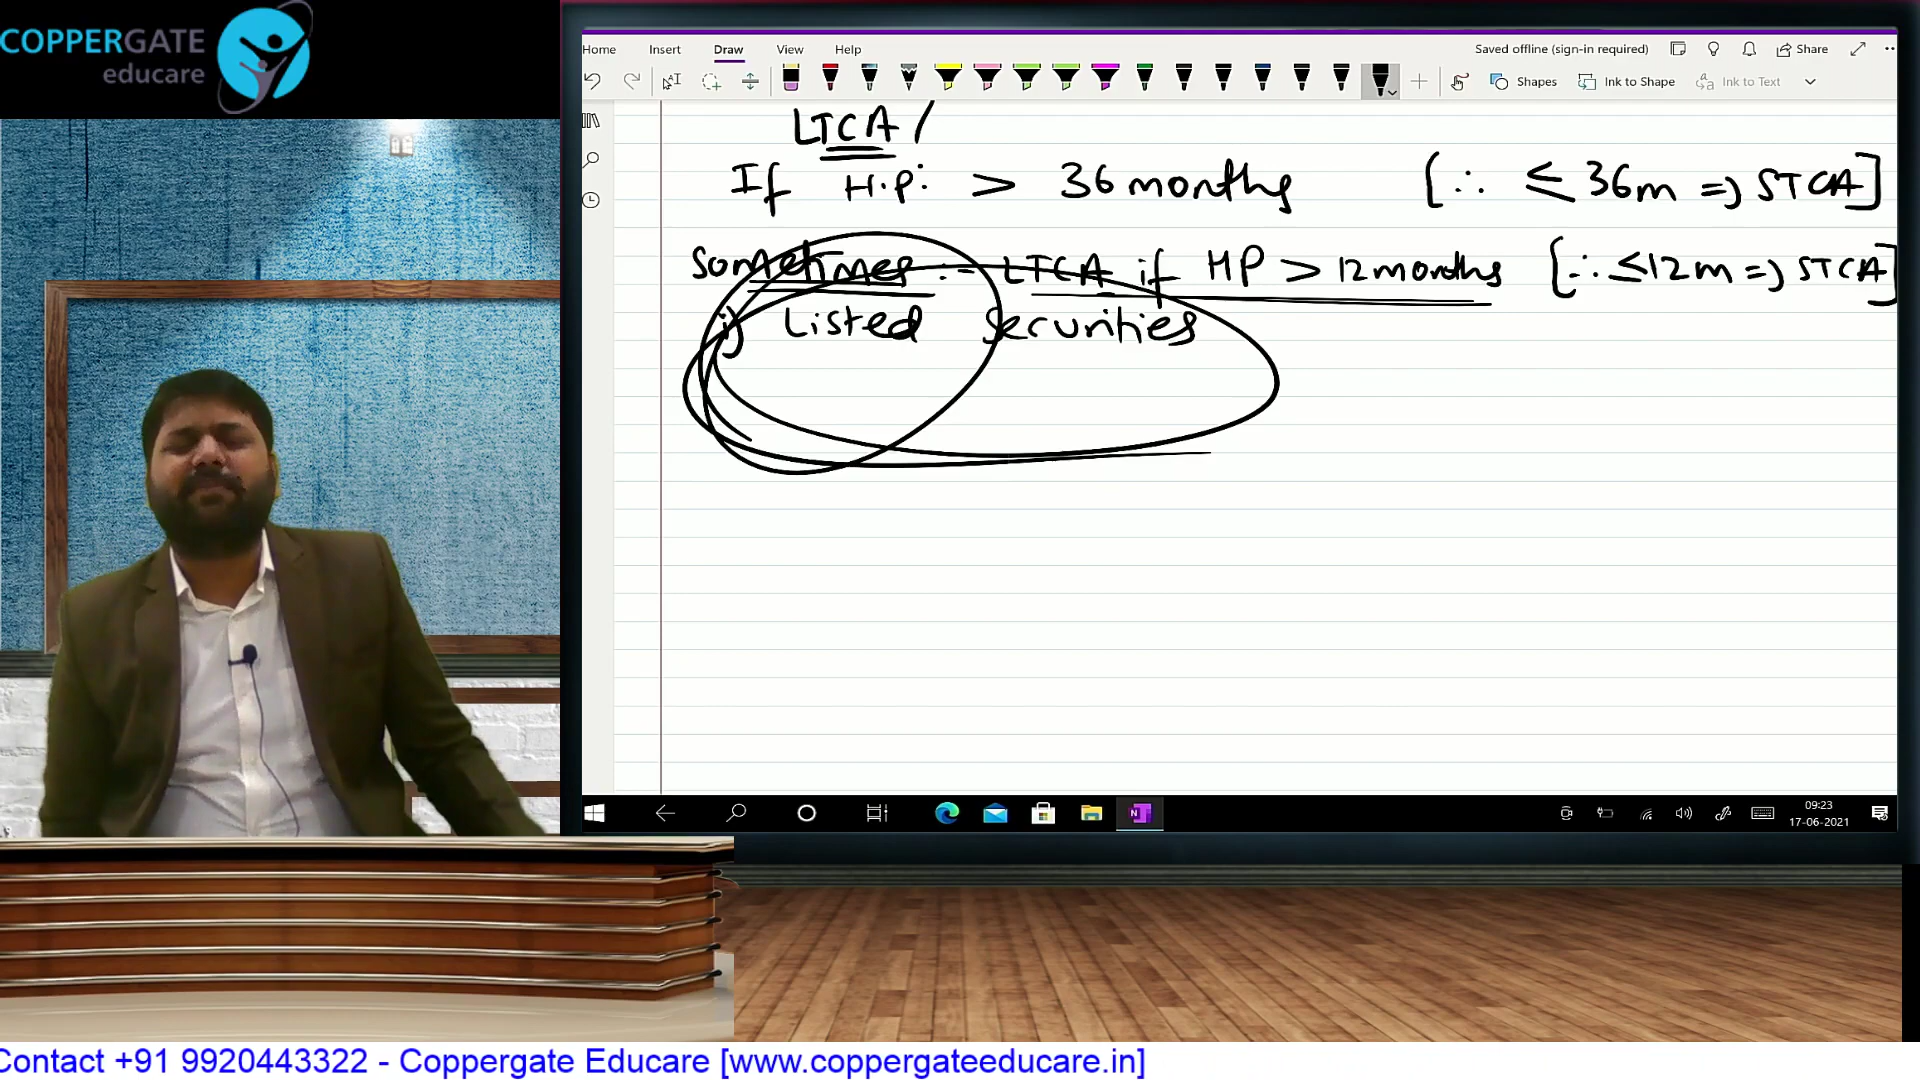 COPPERGATE
educare
Home Insert Draw View Help
Saved offline (sign-in required) Share
Shapes Ink to Shape Ink to Text
LTCA/
If H.P. > 36 months [∴ ≤ 36m => STCA]
Sometimes :- LTCA if HP > 12 months [∴ ≤ 12m => STCA]
i) Listed Securities
09:23
17-06-2021
Contact +91 9920443322 - Coppergate Educare [www.coppergateeducare.in]